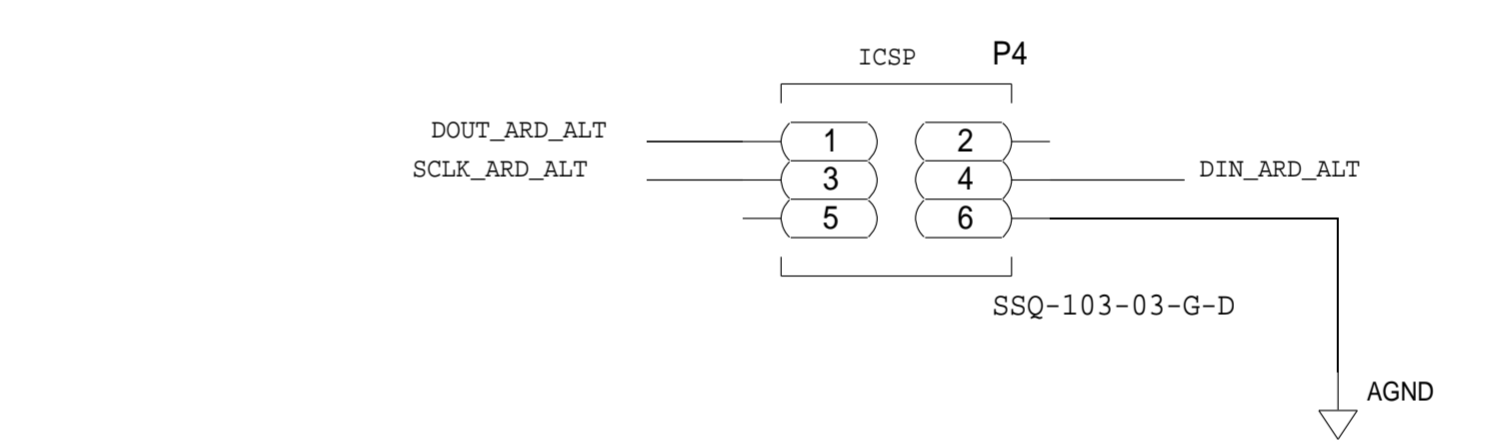 ICSP P4
DOUT_ARD_ALT 1 2
SCLK_ARD_ALT 3 4 DIN_ARD_ALT
5 6
SSQ-103-03-G-D
AGND